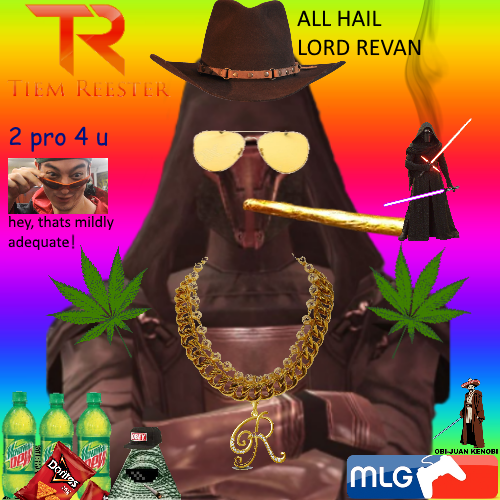 ALL HAIL
LORD REVAN
TR
TIEM REESTER
2 pro 4 u
hey, thats mildly
adequate!
R
OBEY
Doritos
OBI-JUAN KENOBI
MLG